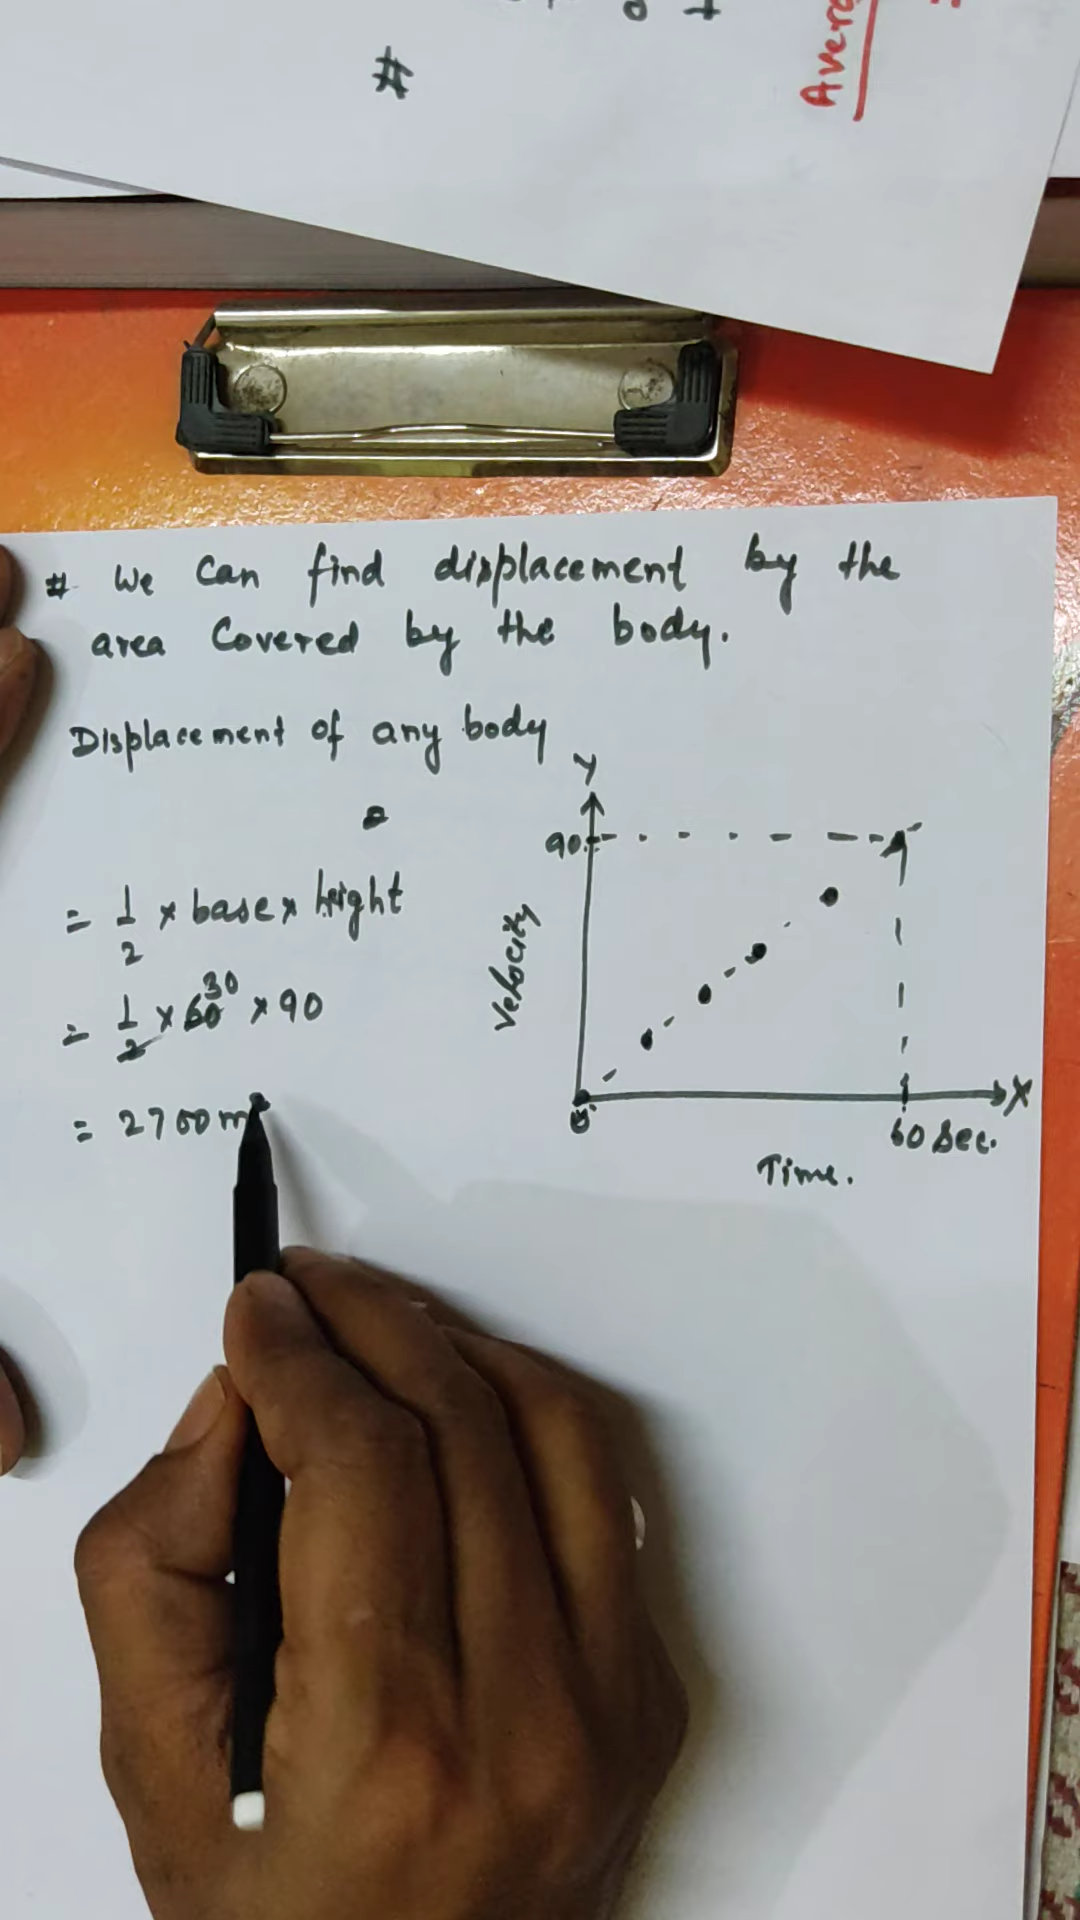 #
# We Can find displacement by the
area Covered by the body.
Displacement of any body
= 1/2 × base × height
= 1/2 × 60 30 × 90
= 2700 m
Y
90
Velocity
0
60 Sec.
X
Time.